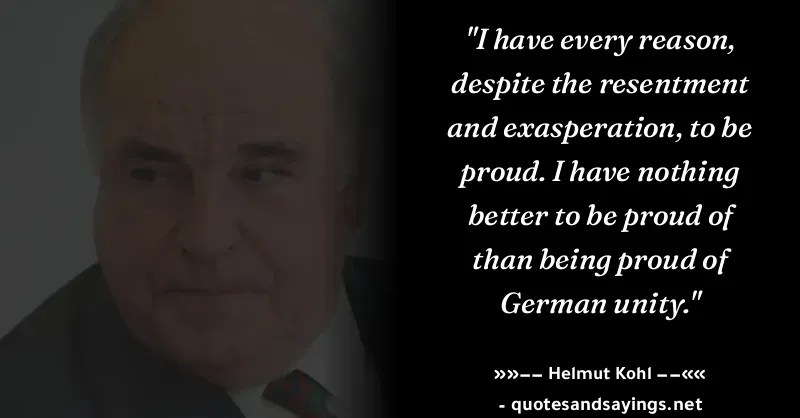 "I have every reason,
despite the resentment
and exasperation, to be
proud. I have nothing
better to be proud of
than being proud of
German unity."
»»–– Helmut Kohl ––««
- quotesandsayings.net